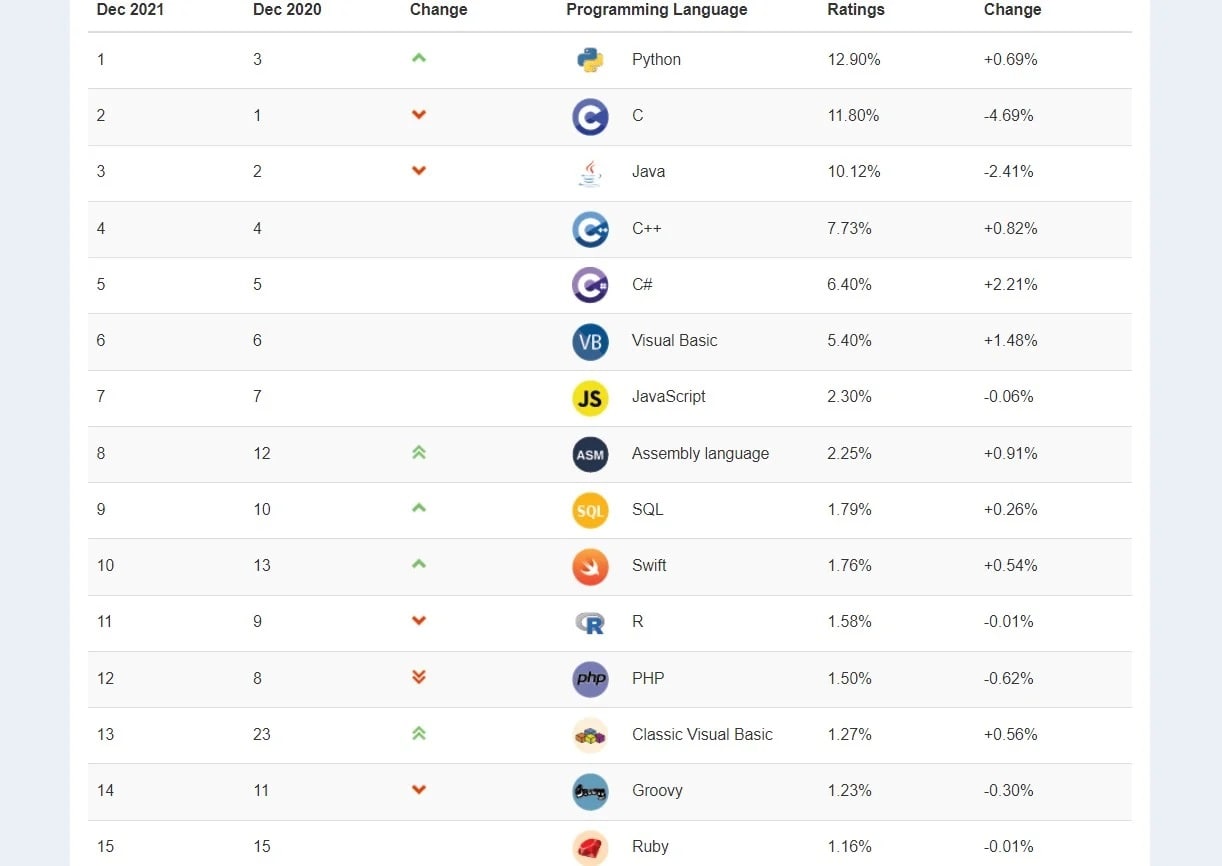 Dec 2021 Dec 2020 Change Programming Language Ratings Change
1 3 Python 12.90% +0.69%
2 1 C 11.80% -4.69%
3 2 Java 10.12% -2.41%
4 4 C++ 7.73% +0.82%
5 5 C# 6.40% +2.21%
6 6 VB Visual Basic 5.40% +1.48%
7 7 JS JavaScript 2.30% -0.06%
8 12 ASM Assembly language 2.25% +0.91%
9 10 SQL SQL 1.79% +0.26%
10 13 Swift 1.76% +0.54%
11 9 R R 1.58% -0.01%
12 8 php PHP 1.50% -0.62%
13 23 Classic Visual Basic 1.27% +0.56%
14 11 Groovy 1.23% -0.30%
15 15 Ruby 1.16% -0.01%